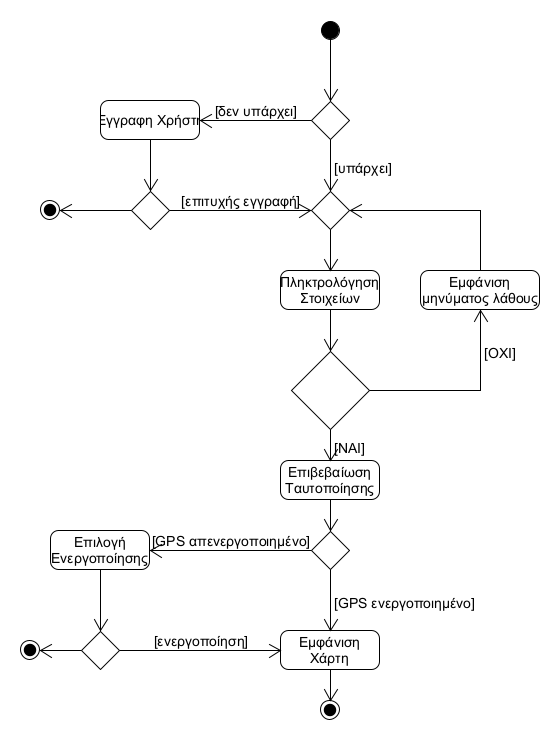 [δεν υπάρχει]
Εγγραφη Χρήστη
[υπάρχει]
[επιτυχής εγγραφή]
Πληκτρολόγηση
Στοιχείων
Εμφάνιση
μηνύματος λάθους
[ΟΧΙ]
[ΝΑΙ]
Επιβεβαίωση
Ταυτοποίησης
[GPS απενεργοποιημένο]
Επιλογή
Ενεργοποίησης
[GPS ενεργοποιημένο]
[ενεργοποίηση]
Εμφάνιση
Χάρτη